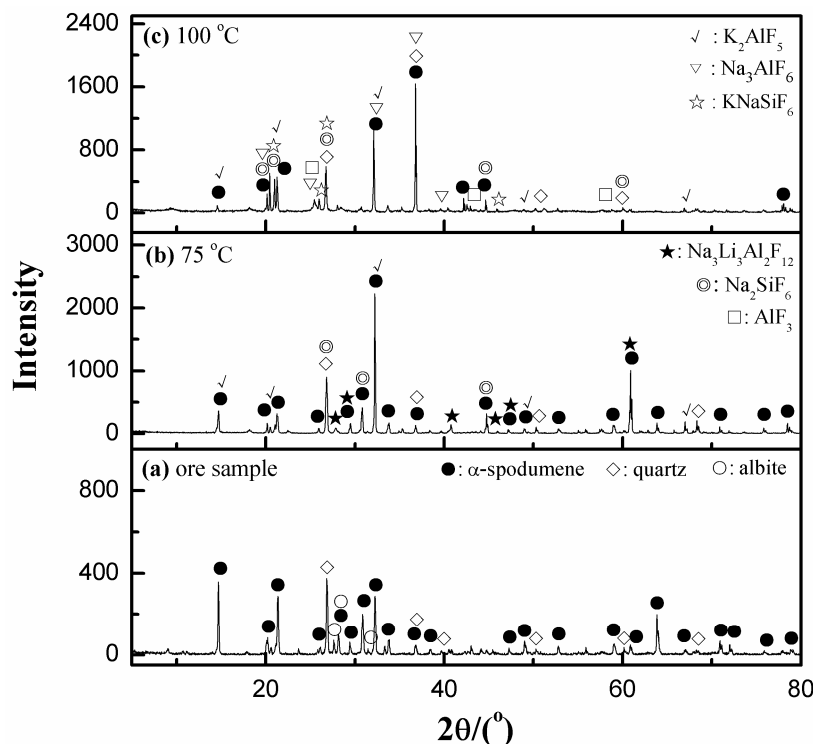 2400
(c) 100 °C
√ : K₂AlF₅
▽ : Na₃AlF₆
☆ : KNaSiF₆
1600
800
0
3000
(b) 75 °C
★ : Na₃Li₃Al₂F₁₂
◎ : Na₂SiF₆
□ : AlF₃
2000
1000
0
Intensity
(a) ore sample
● : α-spodumene
◇ : quartz
○ : albite
800
400
0
20 40 60 80
2θ/(°)